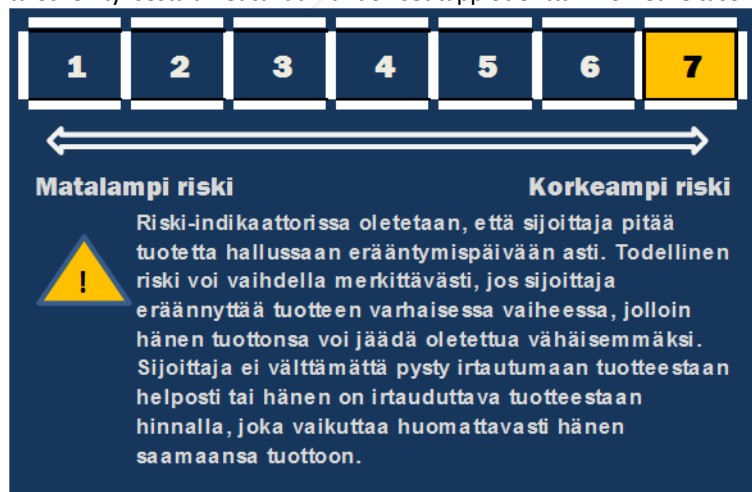 1 2 3 4 5 6 7
Matalampi riski Korkeampi riski
Riski-indikaattorissa oletetaan, että sijoittaja pitää
tuotetta hallussaan erääntymispäivään asti. Todellinen
! riski voi vaihdella merkittävästi, jos sijoittaja
eräännyttää tuotteen varhaisessa vaiheessa, jolloin
hänen tuottonsa voi jäädä oletettua vähäisemmäksi.
Sijoittaja ei välttämättä pysty irtautumaan tuotteestaan
helposti tai hänen on irtauduttava tuotteestaan
hinnalla, joka vaikuttaa huomattavasti hänen
saamaansa tuottoon.